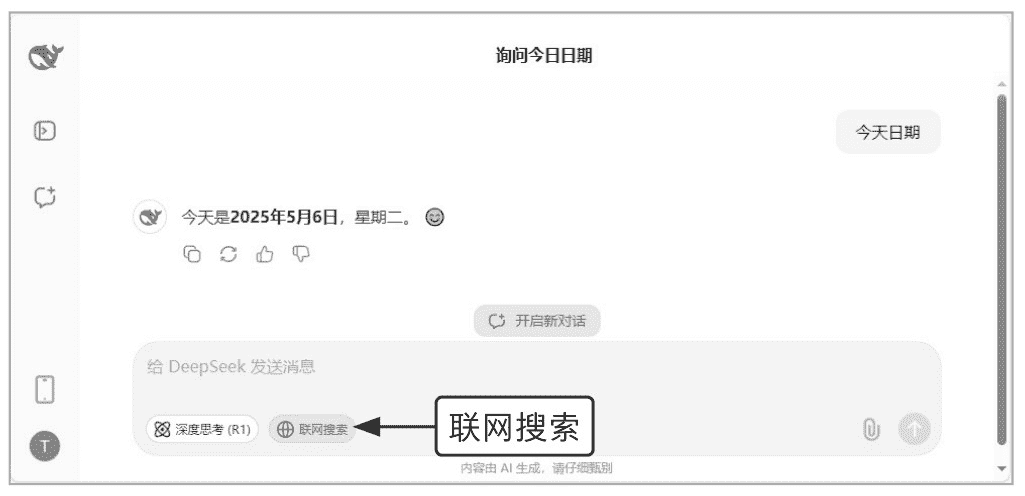 询问今日日期
今天日期
今天是2025年5月6日，星期二。
开启新对话
给 DeepSeek 发送消息
深度思考 (R1)
联网搜索
联网搜索
T
内容由 AI 生成，请仔细甄别